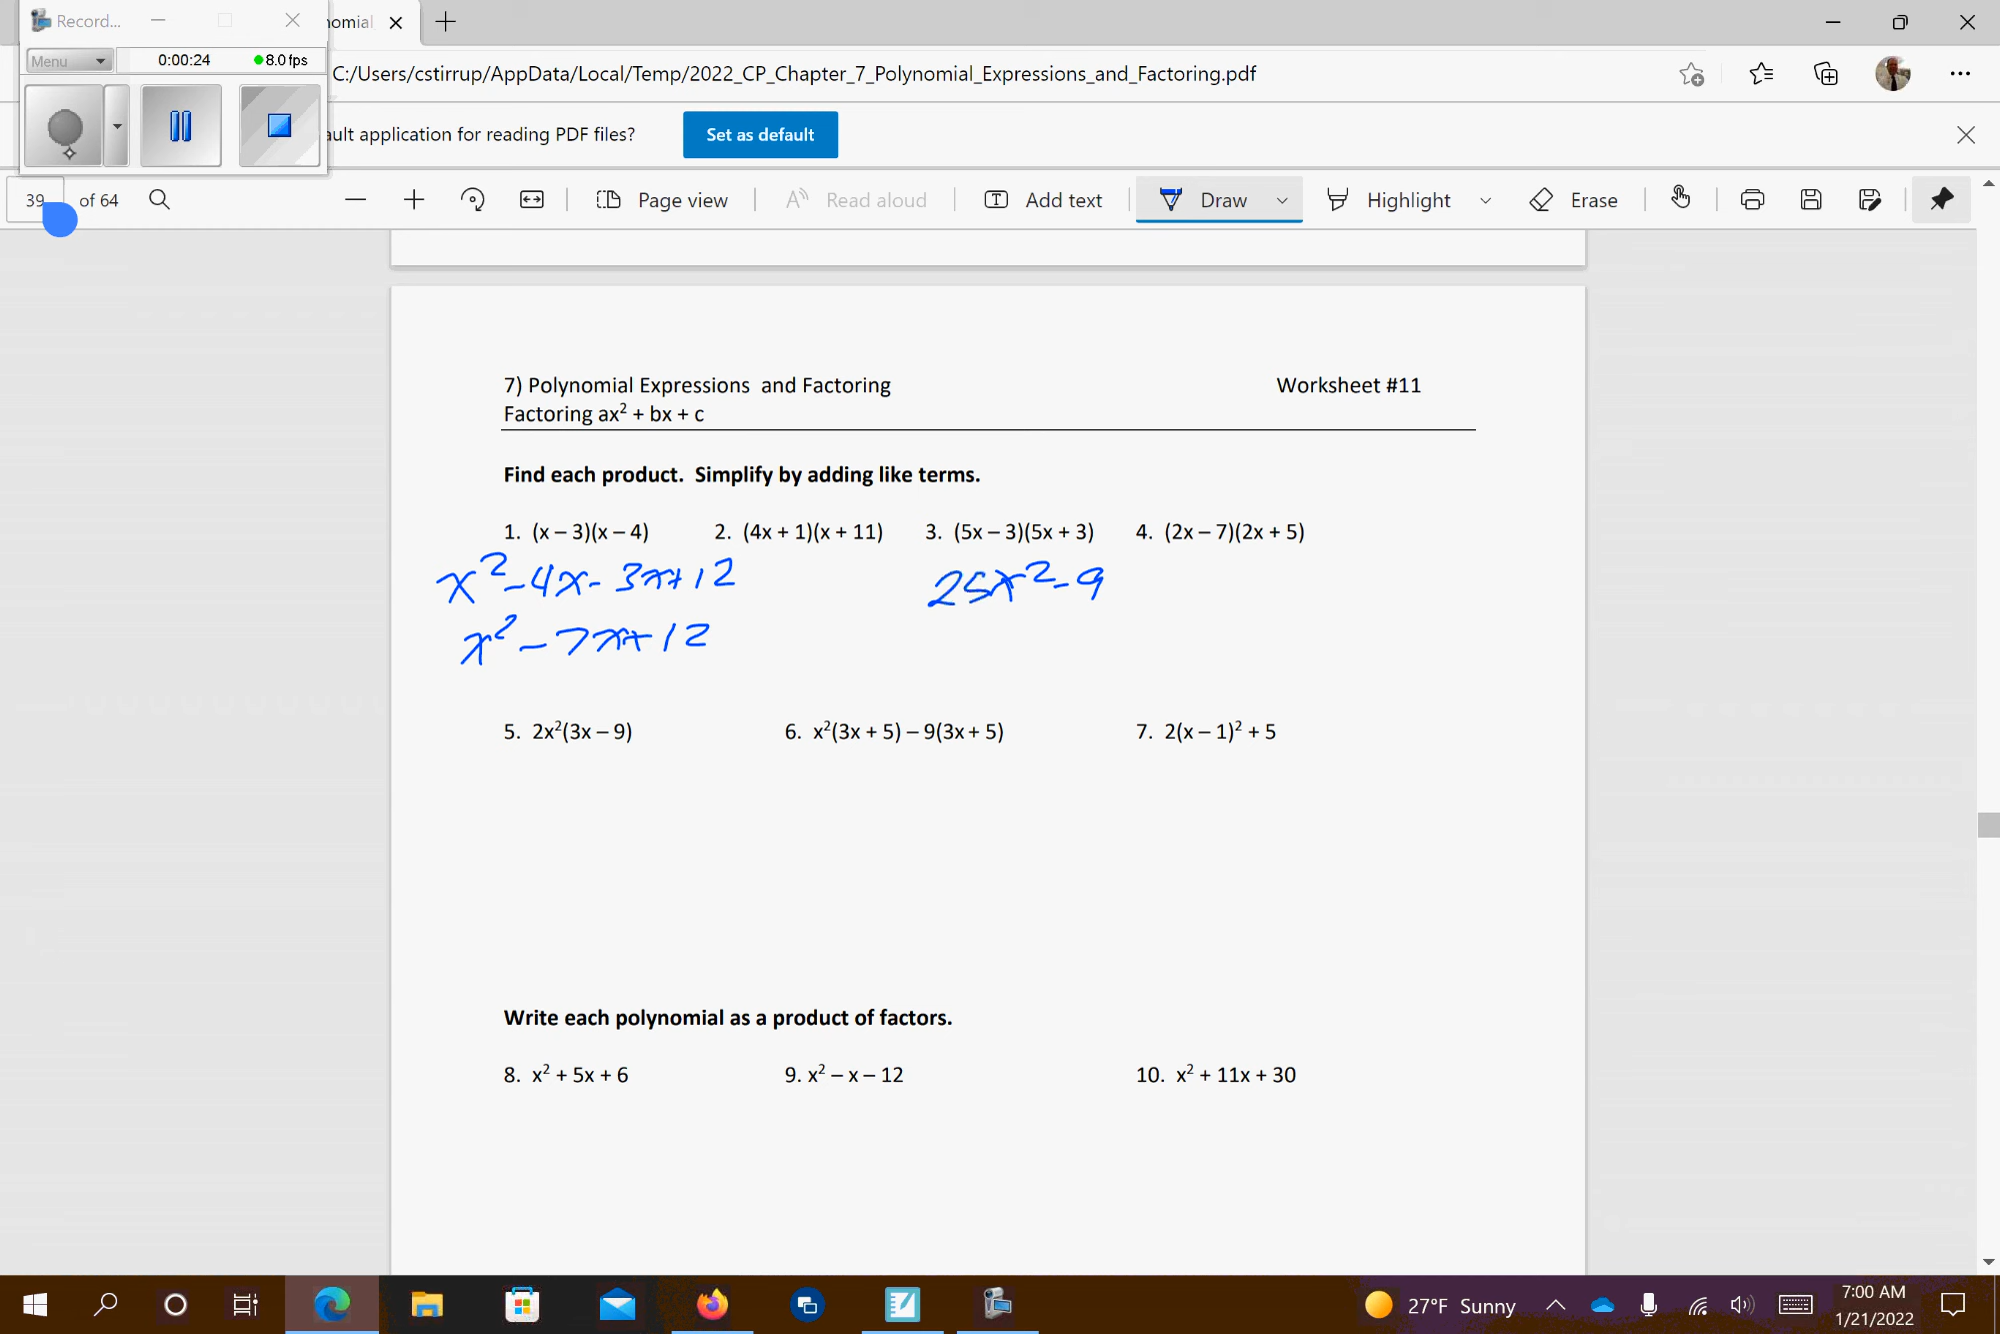 Record...
nomial
Menu
0:00:24
8.0 fps
C:/Users/cstirrup/AppData/Local/Temp/2022_CP_Chapter_7_Polynomial_Expressions_and_Factoring.pdf
ault application for reading PDF files?
Set as default
39 of 64
Page view
Read aloud
Add text
Draw
Highlight
Erase
7) Polynomial Expressions and Factoring
Worksheet #11
Factoring ax² + bx + c
Find each product. Simplify by adding like terms.
1. (x – 3)(x – 4) 2. (4x + 1)(x + 11) 3. (5x – 3)(5x + 3) 4. (2x – 7)(2x + 5)
x² - 4x - 3x + 12 25x² - 9
x² - 7x + 12
5. 2x²(3x – 9) 6. x²(3x + 5) – 9(3x + 5) 7. 2(x – 1)² + 5
Write each polynomial as a product of factors.
8. x² + 5x + 6 9. x² – x – 12 10. x² + 11x + 30
27°F Sunny
7:00 AM
1/21/2022